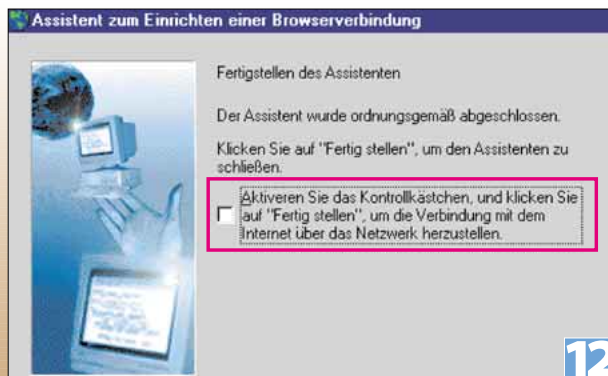 Assistent zum Einrichten einer Browserverbindung
Fertigstellen des Assistenten
Der Assistent wurde ordnungsgemäß abgeschlossen.
Klicken Sie auf "Fertig stellen", um den Assistenten zu
schließen.
Aktiveren Sie das Kontrollkästchen, und klicken Sie
auf "Fertig stellen", um die Verbindung mit dem
Internet über das Netzwerk herzustellen.
12